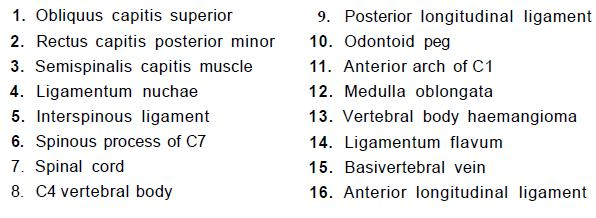 1. Obliquus capitis superior
2. Rectus capitis posterior minor
3. Semispinalis capitis muscle
4. Ligamentum nuchae
5. Interspinous ligament
6. Spinous process of C7
7. Spinal cord
8. C4 vertebral body
9. Posterior longitudinal ligament
10. Odontoid peg
11. Anterior arch of C1
12. Medulla oblongata
13. Vertebral body haemangioma
14. Ligamentum flavum
15. Basivertebral vein
16. Anterior longitudinal ligament